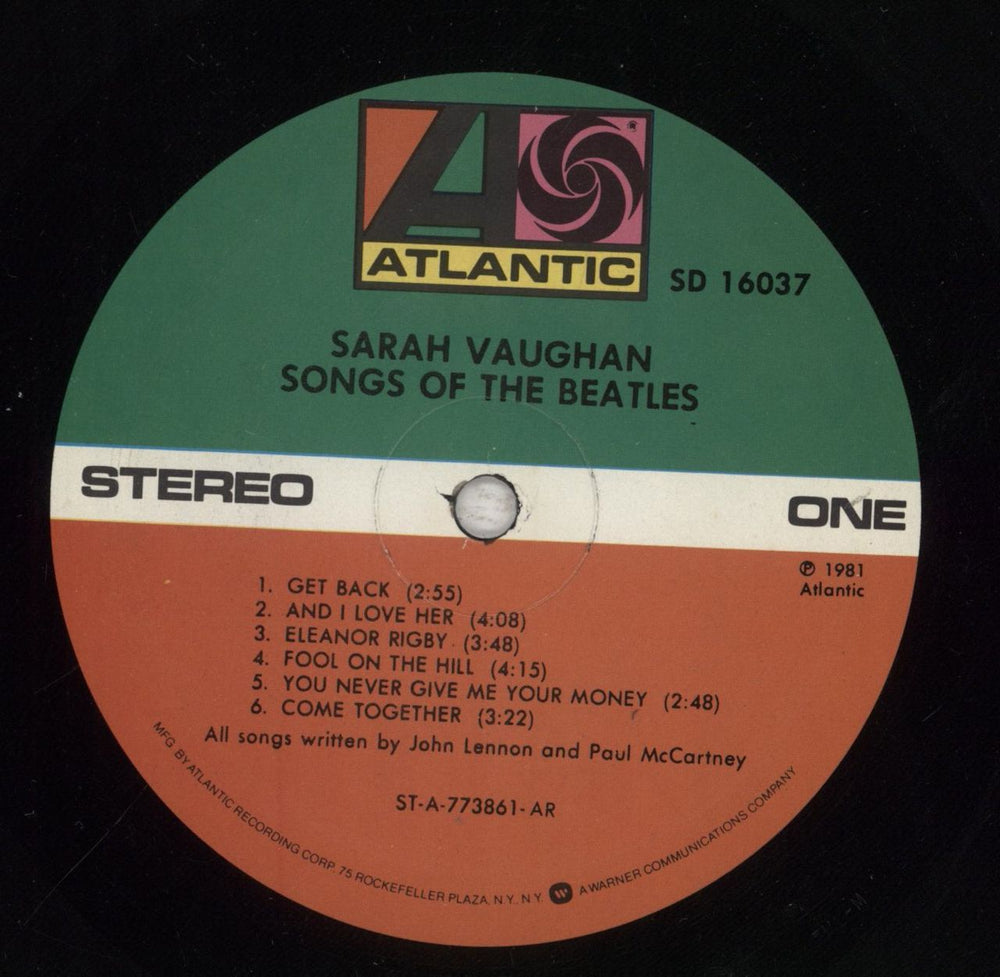 ATLANTIC
®
SD 16037
SARAH VAUGHAN
SONGS OF THE BEATLES
STEREO
ONE
℗ 1981
Atlantic
1. GET BACK (2:55)
2. AND I LOVE HER (4:08)
3. ELEANOR RIGBY (3:48)
4. FOOL ON THE HILL (4:15)
5. YOU NEVER GIVE ME YOUR MONEY (2:48)
6. COME TOGETHER (3:22)
All songs written by John Lennon and Paul McCartney
ST-A-773861-AR
MFG. BY ATLANTIC RECORDING CORP. 75 ROCKEFELLER PLAZA, N.Y. N.Y. A WARNER COMMUNICATIONS COMPANY